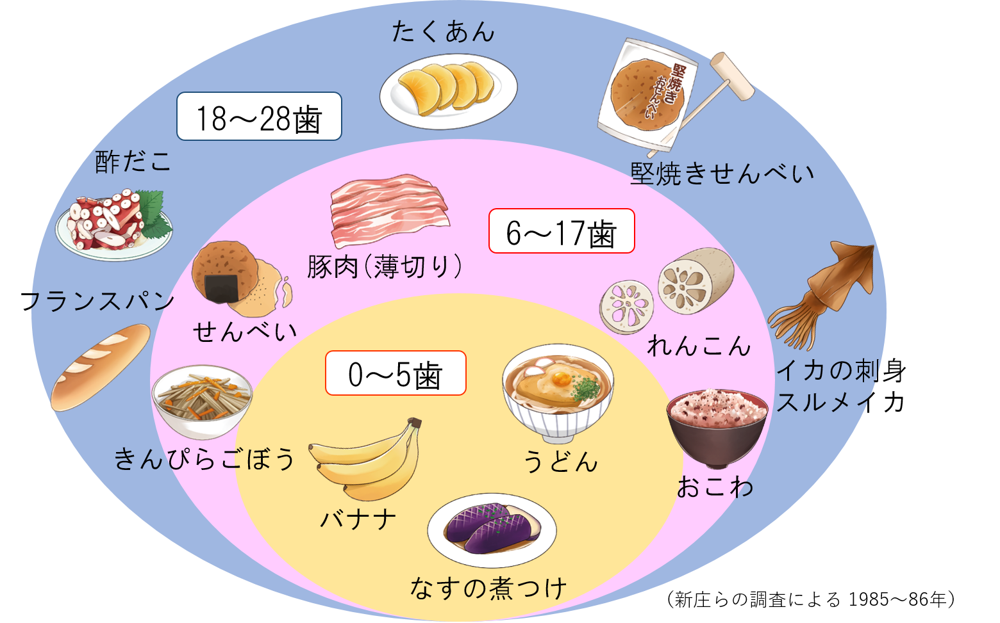 たくあん
堅焼き
おせんべい
18～28歯
酢だこ
堅焼きせんべい
6～17歯
豚肉（薄切り）
フランスパン
せんべい
れんこん
0～5歯
イカの刺身
スルメイカ
きんぴらごぼう
うどん
おこわ
バナナ
なすの煮つけ
（新庄らの調査による 1985～86年）